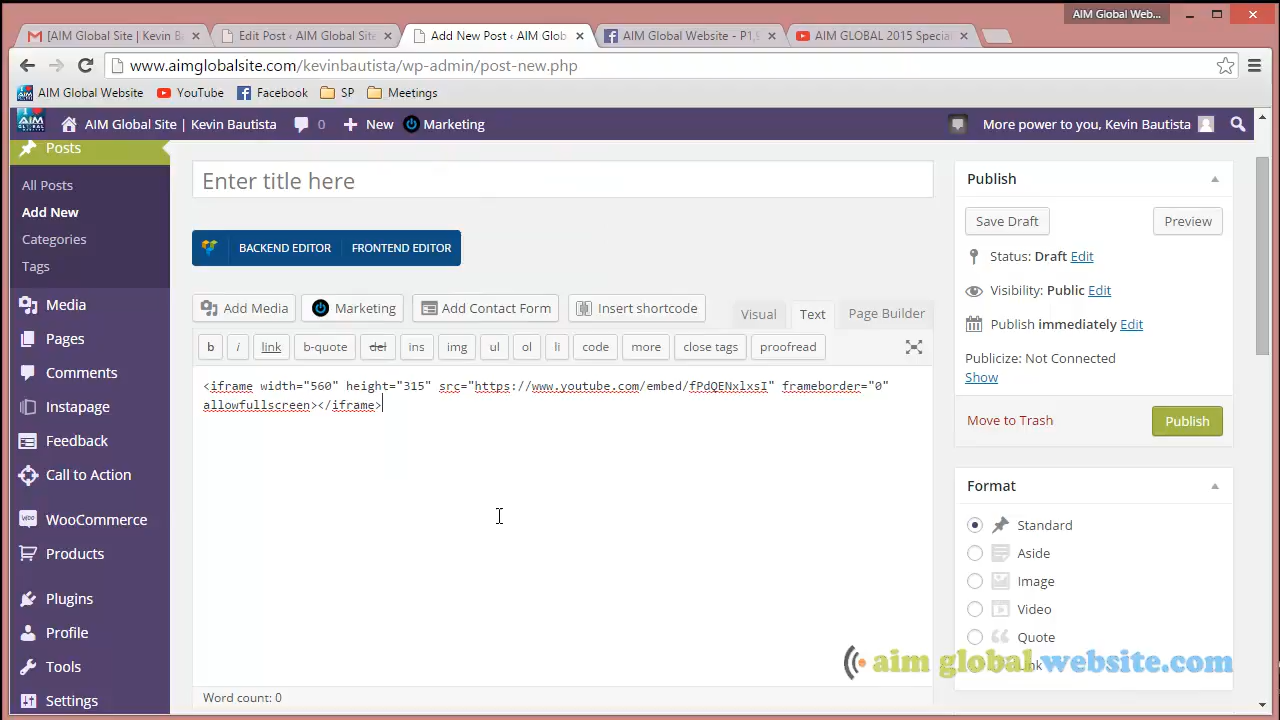 AIM Global Web...
[AIM Global Site | Kevin B
Edit Post ‹ AIM Global Site
Add New Post ‹ AIM Glob
AIM Global Website - P1,9
AIM GLOBAL 2015 Special
www.aimglobalsite.com/kevinbautista/wp-admin/post-new.php
AIM Global Website YouTube Facebook SP Meetings
AIM Global Site | Kevin Bautista 0 New Marketing More power to you, Kevin Bautista
Posts
All Posts
Add New
Categories
Tags
Media
Pages
Comments
Instapage
Feedback
Call to Action
WooCommerce
Products
Plugins
Profile
Tools
Settings
Enter title here
BACKEND EDITOR FRONTEND EDITOR
Add Media Marketing Add Contact Form Insert shortcode Visual Text Page Builder
b i link b-quote del ins img ul ol li code more close tags proofread
<iframe width="560" height="315" src="https://www.youtube.com/embed/fPdQENxlxsI" frameborder="0"
allowfullscreen></iframe>
Word count: 0
Publish
Save Draft Preview
Status: Draft Edit
Visibility: Public Edit
Publish immediately Edit
Publicize: Not Connected
Show
Move to Trash Publish
Format
Standard
Aside
Image
Video
Quote
Link
aim global website.com